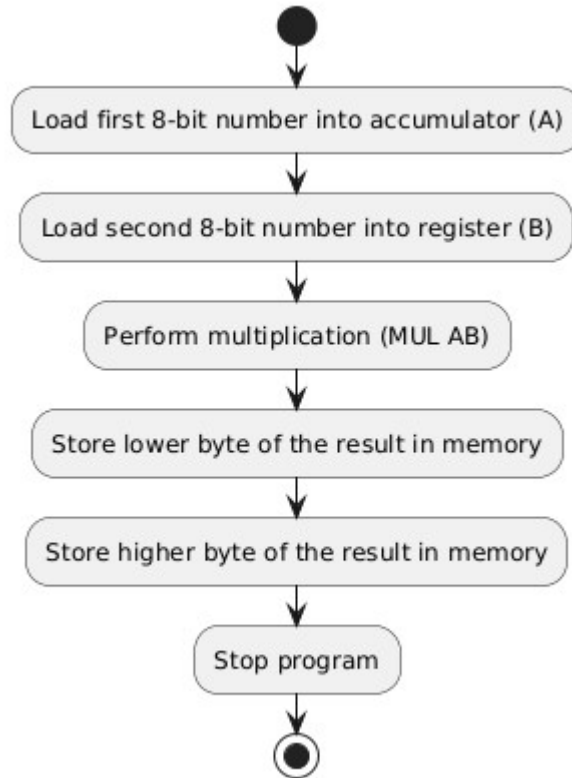 Load first 8-bit number into accumulator (A)
Load second 8-bit number into register (B)
Perform multiplication (MUL AB)
Store lower byte of the result in memory
Store higher byte of the result in memory
Stop program